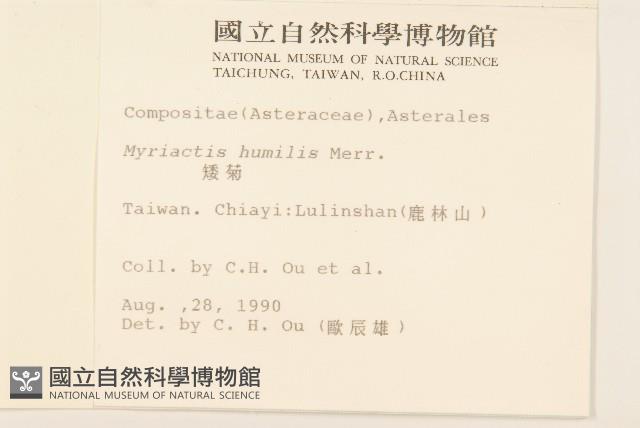 國立自然科學博物館
NATIONAL MUSEUM OF NATURAL SCIENCE
TAICHUNG, TAIWAN, R.O.CHINA
Compositae(Asteraceae),Asterales
Myriactis humilis Merr.
矮菊
Taiwan. Chiayi:Lulinshan(鹿林山)
Coll. by C.H. Ou et al.
Aug. ,28, 1990
Det. by C. H. Ou (歐辰雄)
國立自然科學博物館
NATIONAL MUSEUM OF NATURAL SCIENCE